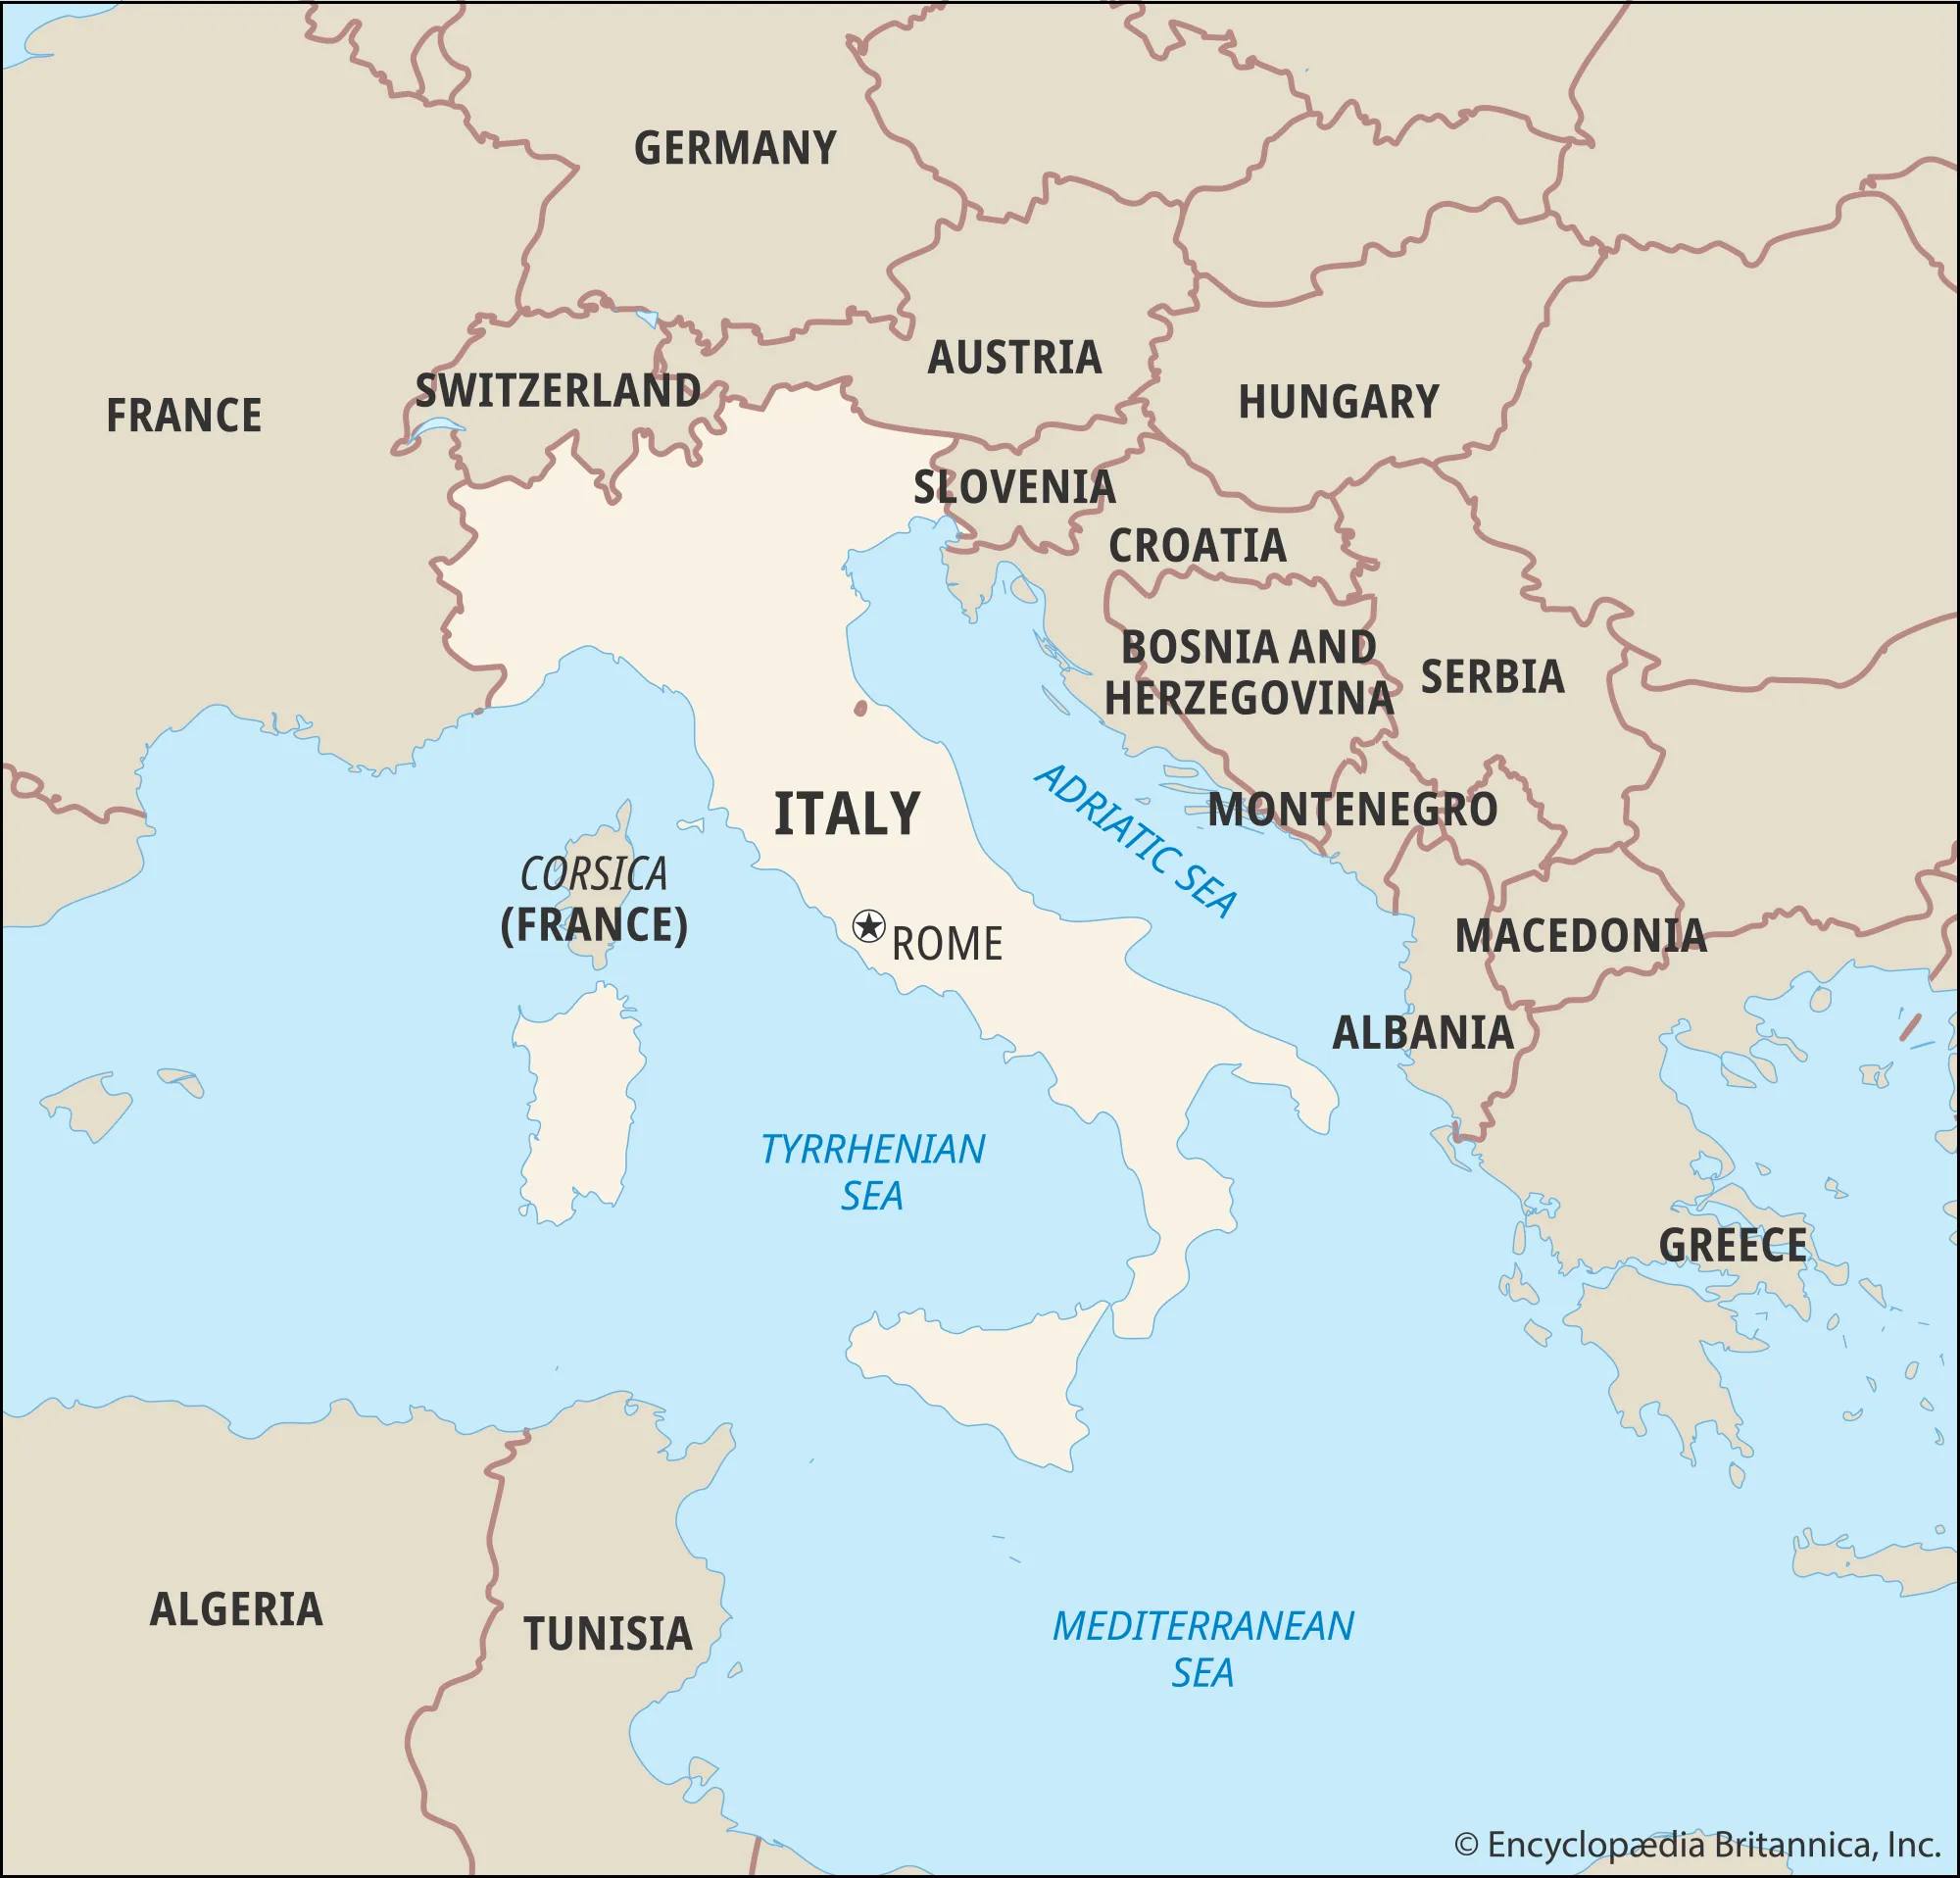 GERMANY
AUSTRIA
SWITZERLAND
HUNGARY
FRANCE
SLOVENIA
CROATIA
BOSNIA AND
HERZEGOVINA
SERBIA
ADRIATIC SEA
ITALY
MONTENEGRO
CORSICA
(FRANCE)
ROME
MACEDONIA
ALBANIA
TYRRHENIAN
SEA
GREECE
ALGERIA
TUNISIA
MEDITERRANEAN
SEA
© Encyclopædia Britannica, Inc.